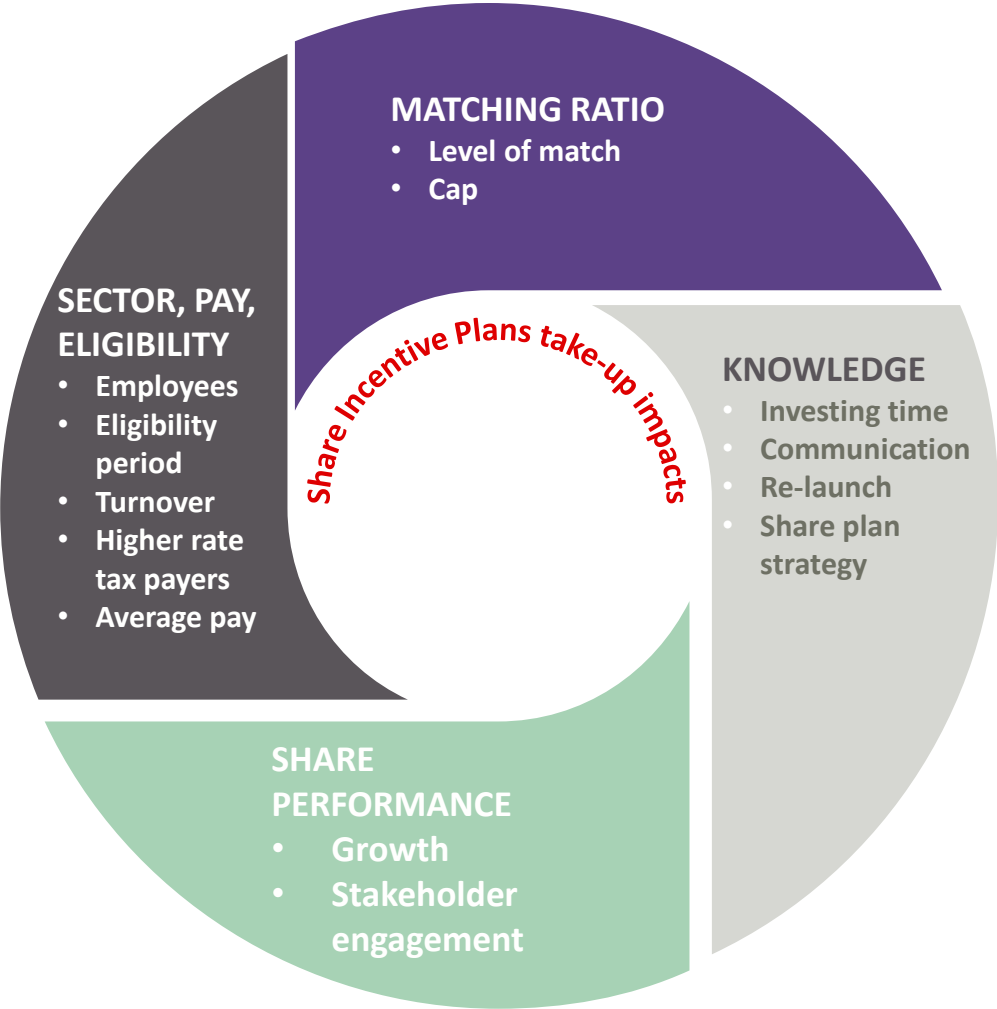 MATCHING RATIO
• Level of match
• Cap
SECTOR, PAY,
ELIGIBILITY
• Employees
• Eligibility
period
• Turnover
• Higher rate
tax payers
• Average pay
Share Incentive Plans take-up impacts
KNOWLEDGE
• Investing time
• Communication
• Re-launch
• Share plan
strategy
SHARE
PERFORMANCE
• Growth
• Stakeholder
engagement